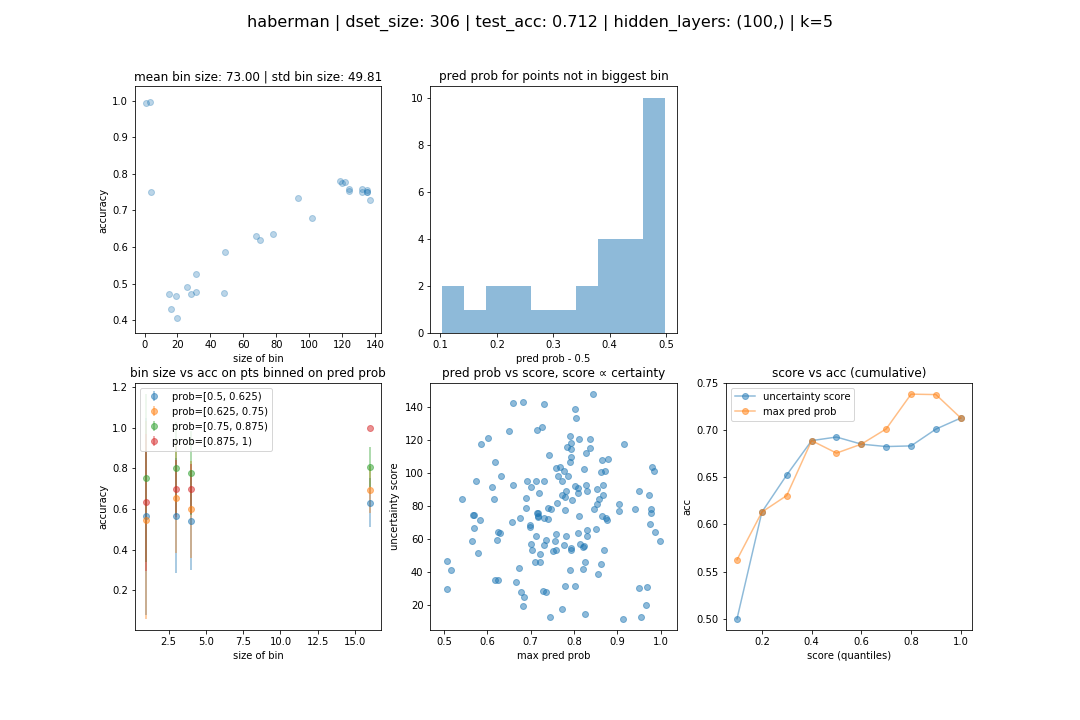 haberman | dset_size: 306 | test_acc: 0.712 | hidden_layers: (100,) | k=5
mean bin size: 73.00 | std bin size: 49.81
1.0
0.9
0.8
0.7
0.6
0.5
0.4
accuracy
0 20 40 60 80 100 120 140
size of bin
pred prob for points not in biggest bin
10
8
6
4
2
0
0.1 0.2 0.3 0.4 0.5
pred prob - 0.5
bin size vs acc on pts binned on pred prob
prob=[0.5, 0.625)
prob=[0.625, 0.75)
prob=[0.75, 0.875)
prob=[0.875, 1)
1.2
1.0
0.8
0.6
0.4
0.2
accuracy
2.5 5.0 7.5 10.0 12.5 15.0
size of bin
pred prob vs score, score ∝ certainty
140
120
100
80
60
40
20
uncertainty score
0.5 0.6 0.7 0.8 0.9 1.0
max pred prob
score vs acc (cumulative)
uncertainty score
max pred prob
0.75
0.70
0.65
0.60
0.55
0.50
acc
0.2 0.4 0.6 0.8 1.0
score (quantiles)